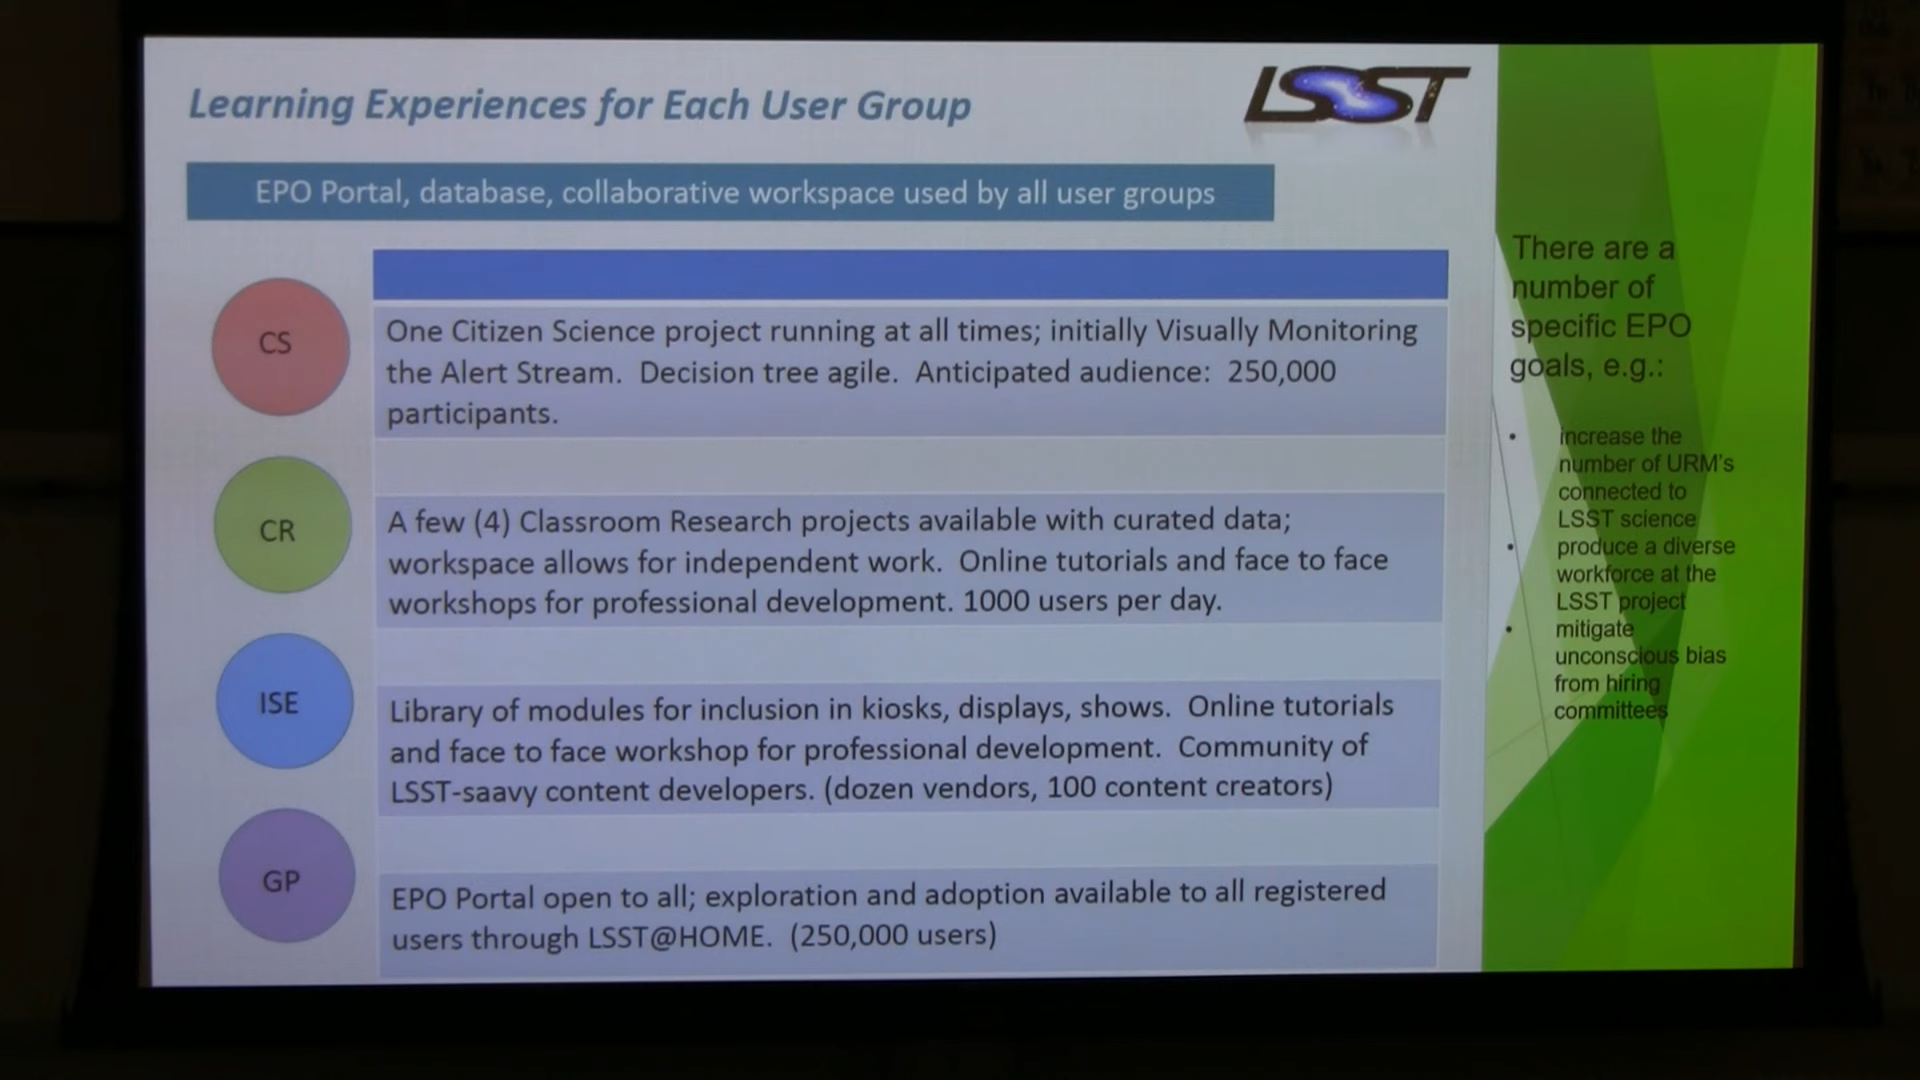 Learning Experiences for Each User Group
LSST
EPO Portal, database, collaborative workspace used by all user groups
CS
One Citizen Science project running at all times; initially Visually Monitoring
the Alert Stream. Decision tree agile. Anticipated audience: 250,000
participants.
CR
A few (4) Classroom Research projects available with curated data;
workspace allows for independent work. Online tutorials and face to face
workshops for professional development. 1000 users per day.
ISE
Library of modules for inclusion in kiosks, displays, shows. Online tutorials
and face to face workshop for professional development. Community of
LSST-saavy content developers. (dozen vendors, 100 content creators)
GP
EPO Portal open to all; exploration and adoption available to all registered
users through LSST@HOME. (250,000 users)
There are a
number of
specific EPO
goals, e.g.:
• increase the
number of URM's
connected to
LSST science
• produce a diverse
workforce at the
LSST project
• mitigate
unconscious bias
from hiring
committees